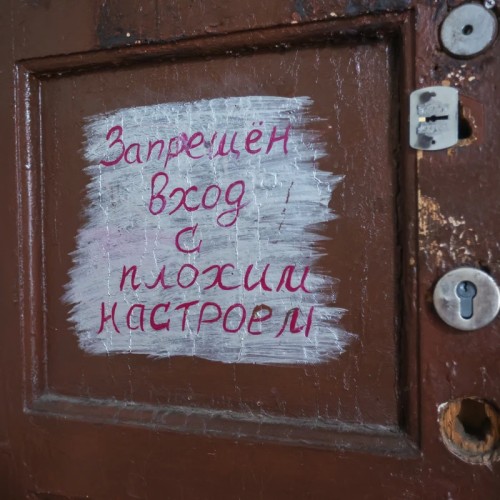 Запрещён
вход
с
плохим
настроем